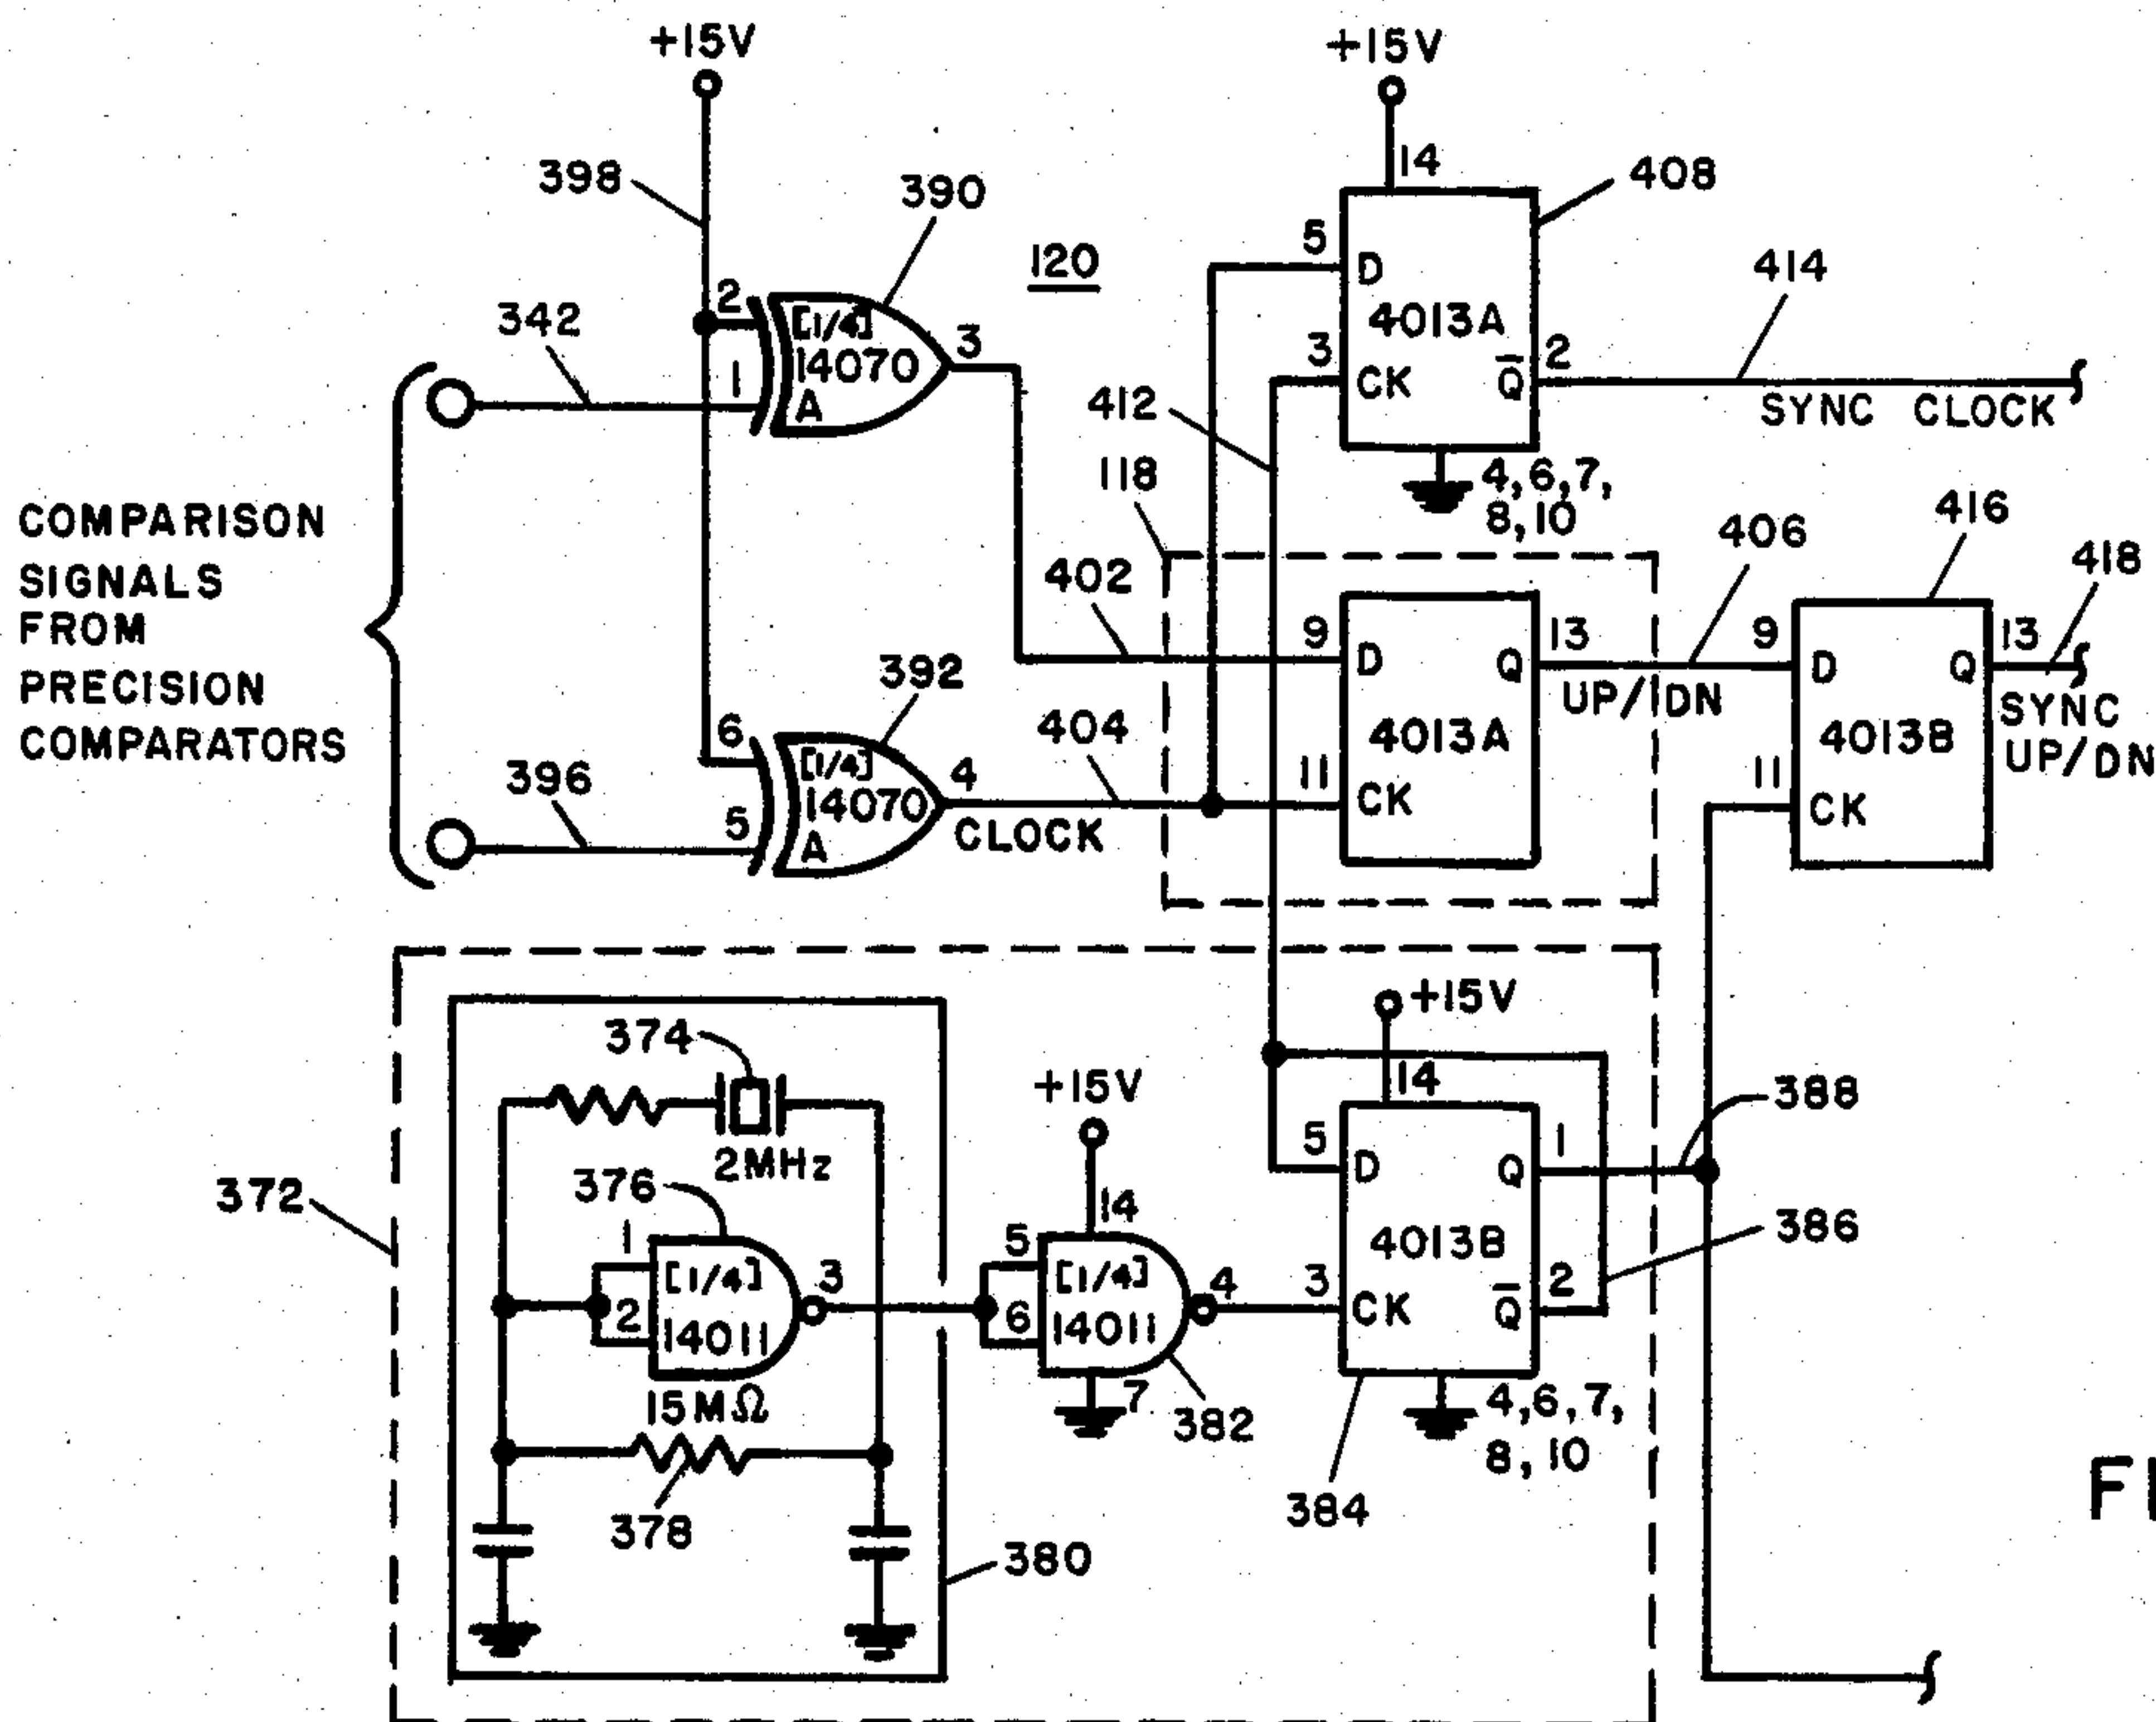 +15V
+15V
398
390
14
408
120
5
D
414
342
2
[1/4]
14070
A
1
3
4013A
3
CK
Q̅
2
SYNC CLOCK
412
118
4,6,7,
8,10
COMPARISON
SIGNALS
FROM
PRECISION
COMPARATORS
402
406
416
418
9
D
Q
13
UP/DN
4013A
11
CK
9
D
Q
13
SYNC
UP/DN
4013B
11
CK
392
6
[1/4]
14070
A
5
4
CLOCK
404
396
372
374
2MHz
376
1
2
[1/4]
14011
3
15MΩ
378
380
+15V
14
5
6
[1/4]
14011
4
7
382
+15V
14
5
D
Q
1
4013B
3
CK
Q̅
2
4,6,7,
8,10
384
388
386